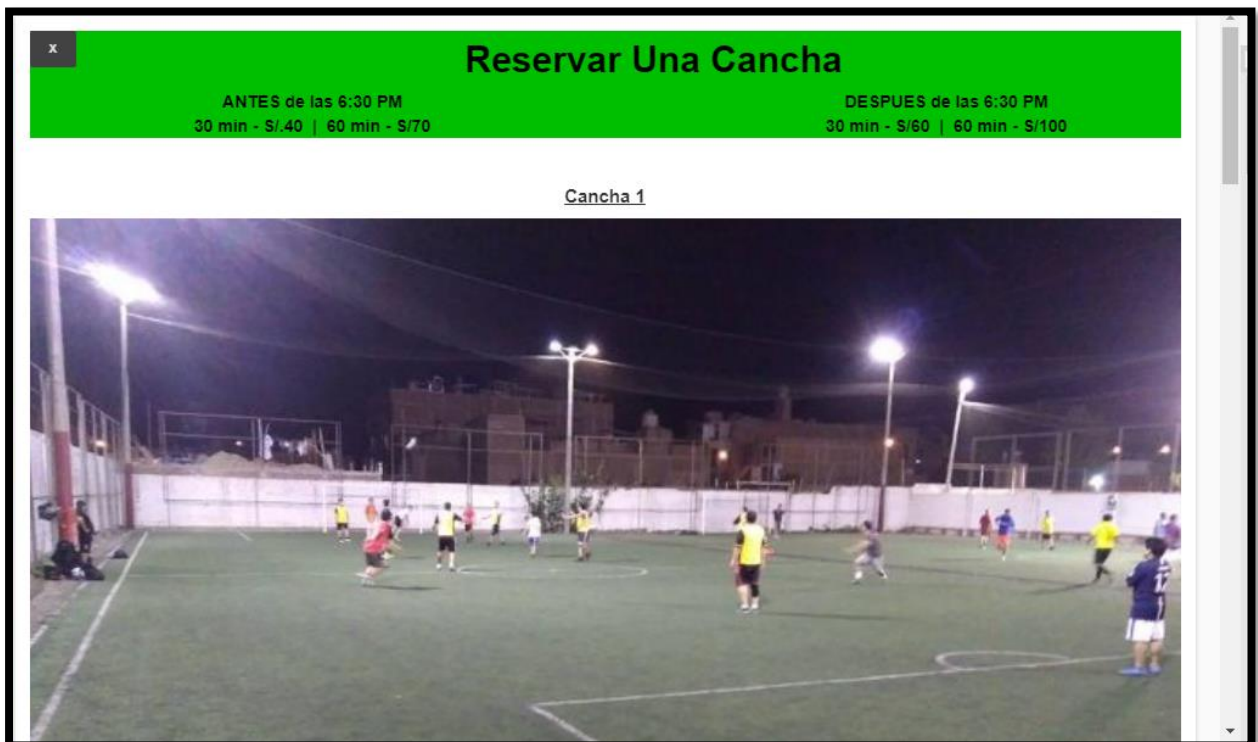 x
Reservar Una Cancha
ANTES de las 6:30 PM
30 min - S/.40 | 60 min - S/70
DESPUES de las 6:30 PM
30 min - S/60 | 60 min - S/100
Cancha 1
12